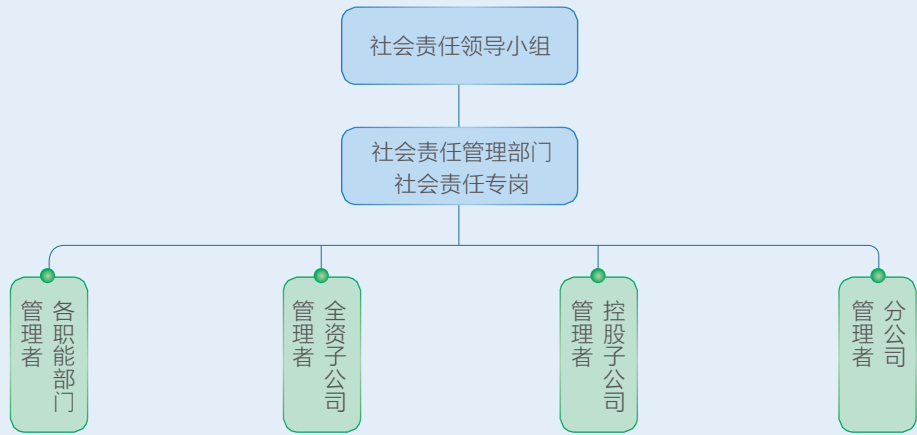 社会责任领导小组
社会责任管理部门
社会责任专岗
各职能部门
管理者
全资子公司
管理者
控股子公司
管理者
分公司
管理者